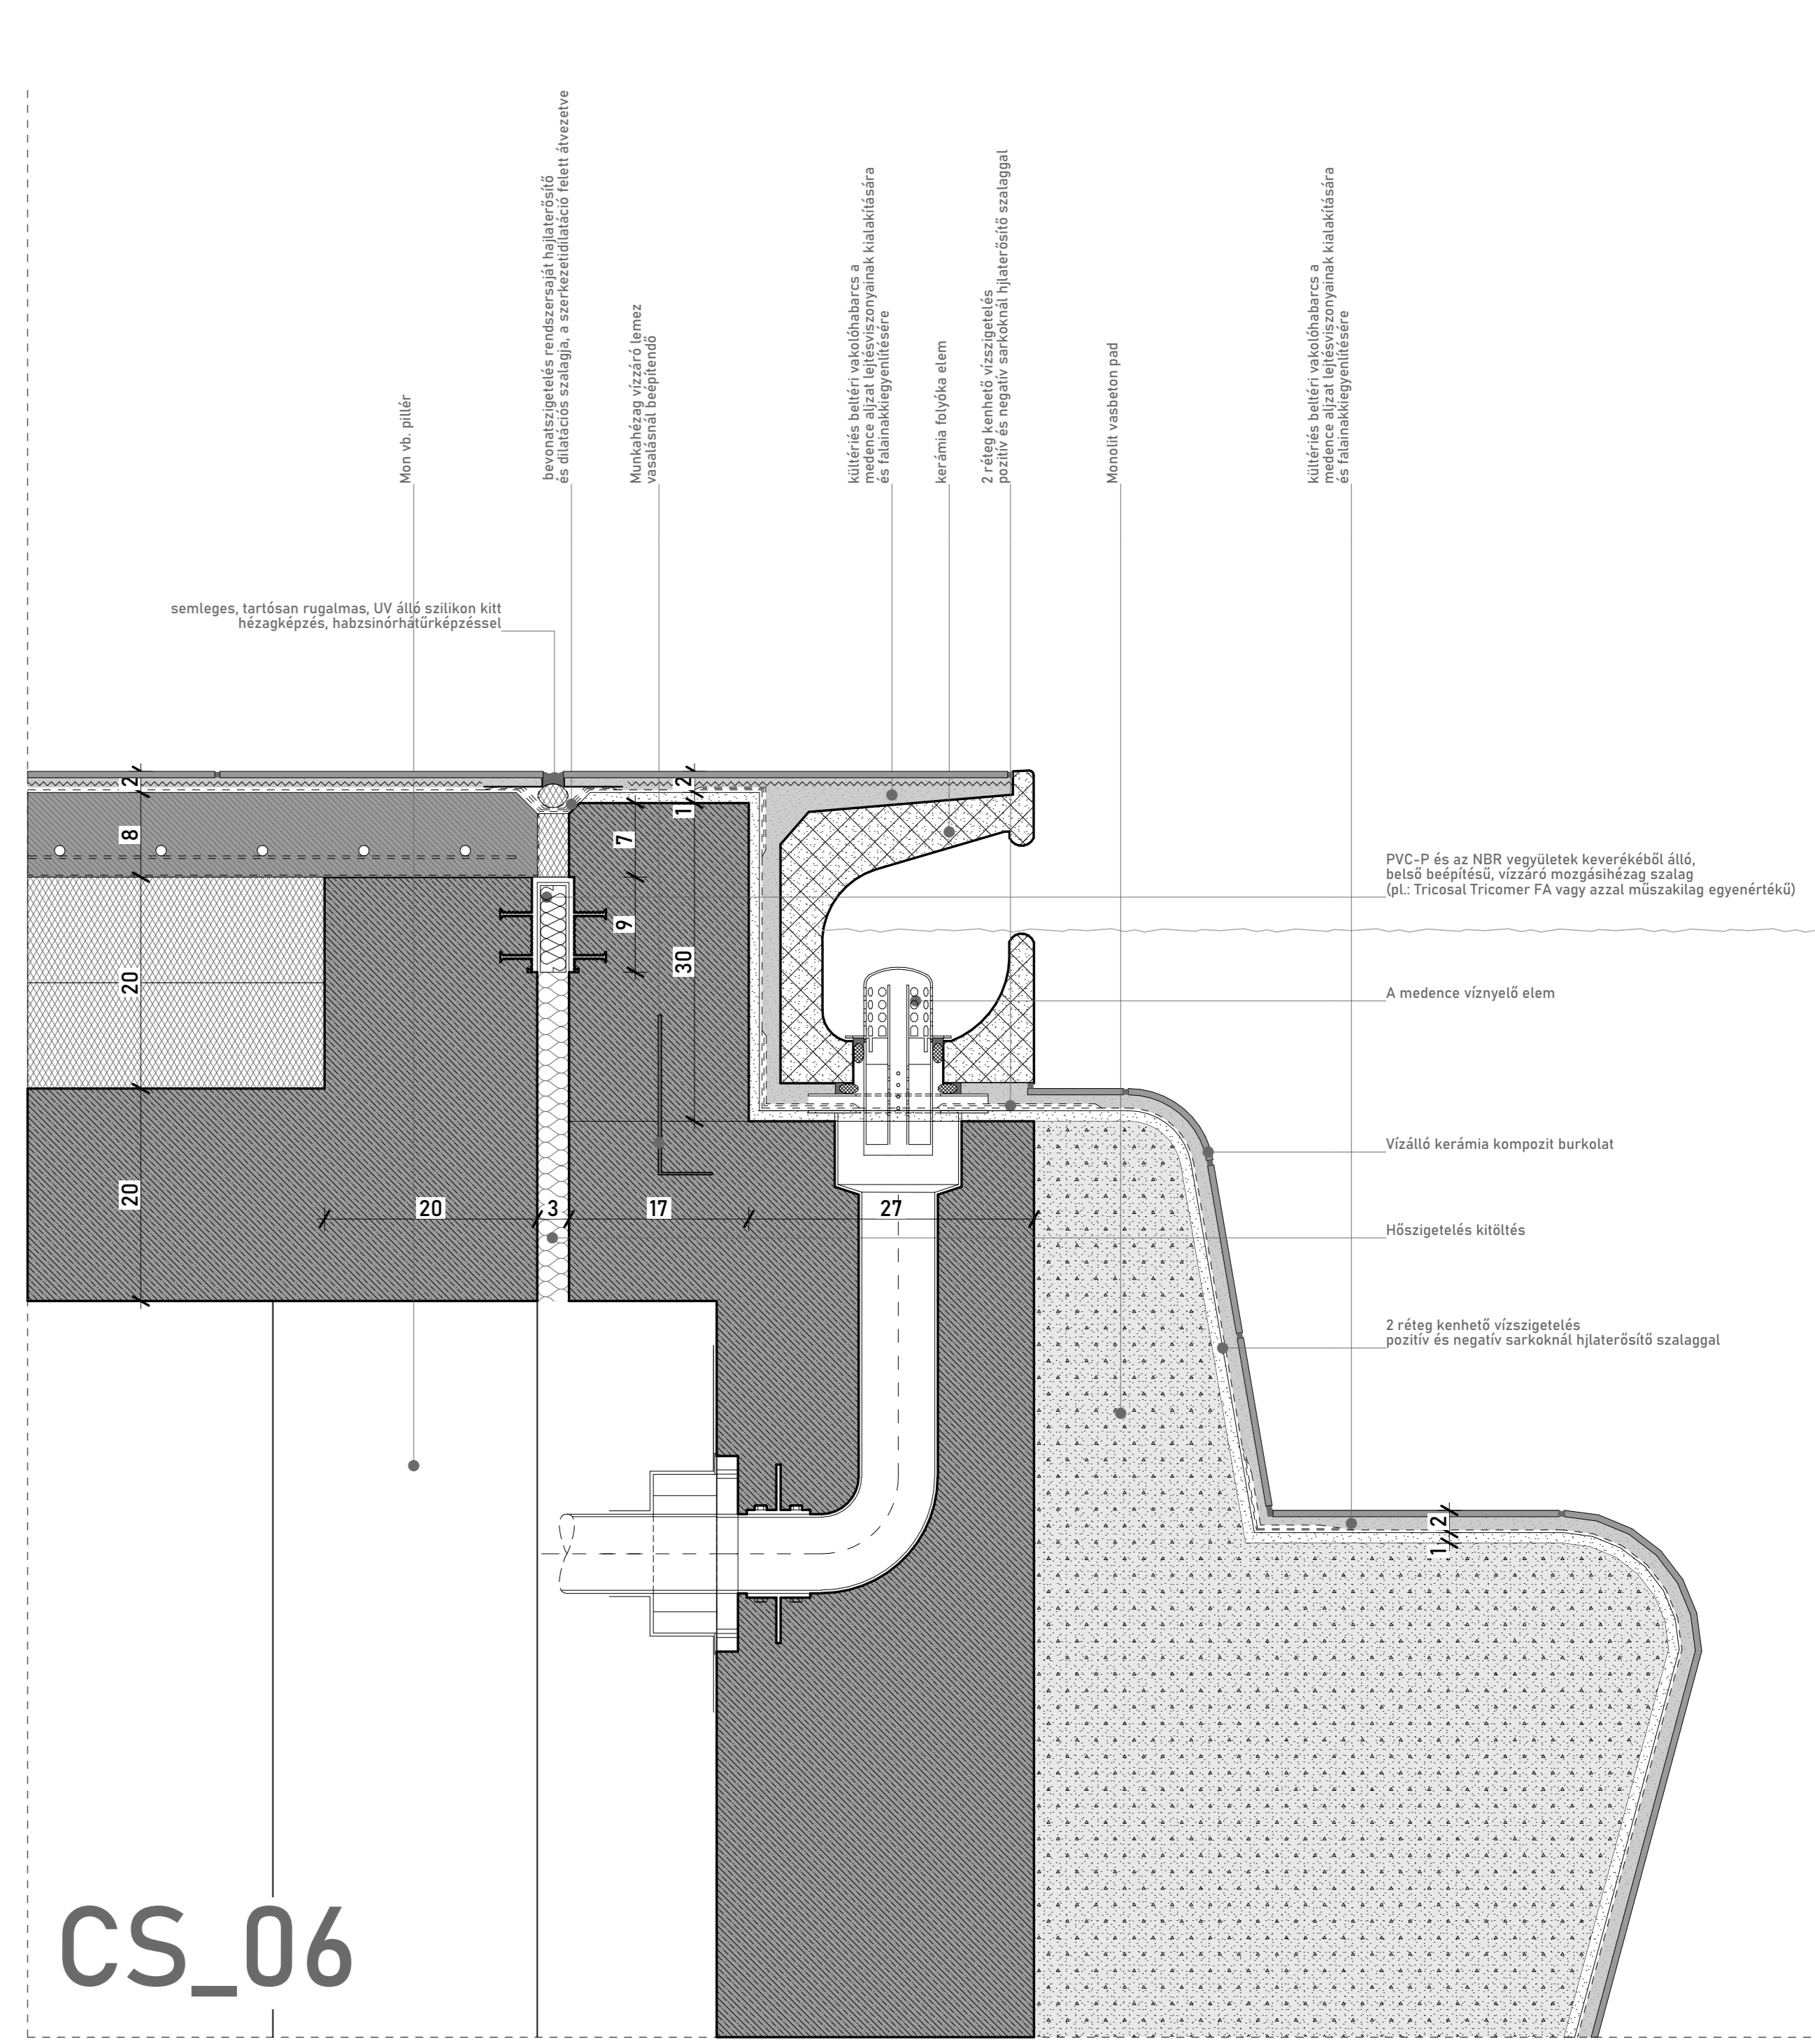 Mon vb. pillér
bevonatszigetelés rendszersaját hajlaterősítő
és dilatációs szalagja, a szerkezetidilatáció felett átvezetve
Munkahézag vízzáró lemez
vasalásnál beépítendő
kültériés beltéri vakolóhabarcs a
medence aljzat lejtésviszonyainak kialakítására
és falainakkiegyenlítésére
kerámia folyóka elem
2 réteg kenhető vízszigetelés
pozitív és negatív sarkoknál hjlaterősítő szalaggal
Monolit vasbeton pad
kültériés beltéri vakolóhabarcs a
medence aljzat lejtésviszonyainak kialakítására
és falainakkiegyenlítésére
semleges, tartósan rugalmas, UV álló szilikon kitt
hézagképzés, habzsinórhátűrképzéssel
2
8
20
20
2
1
7
9
30
PVC-P és az NBR vegyületek keverékéből álló,
belső beépítésű, vízzáró mozgásihézag szalag
(pl.: Tricosal Tricomer FA vagy azzal műszakilag egyenértékű)
A medence víznyelő elem
Vízálló kerámia kompozit burkolat
20
3
17
27
Hőszigetelés kitöltés
2 réteg kenhető vízszigetelés
pozitív és negatív sarkoknál hjlaterősítő szalaggal
2
1
CS_06